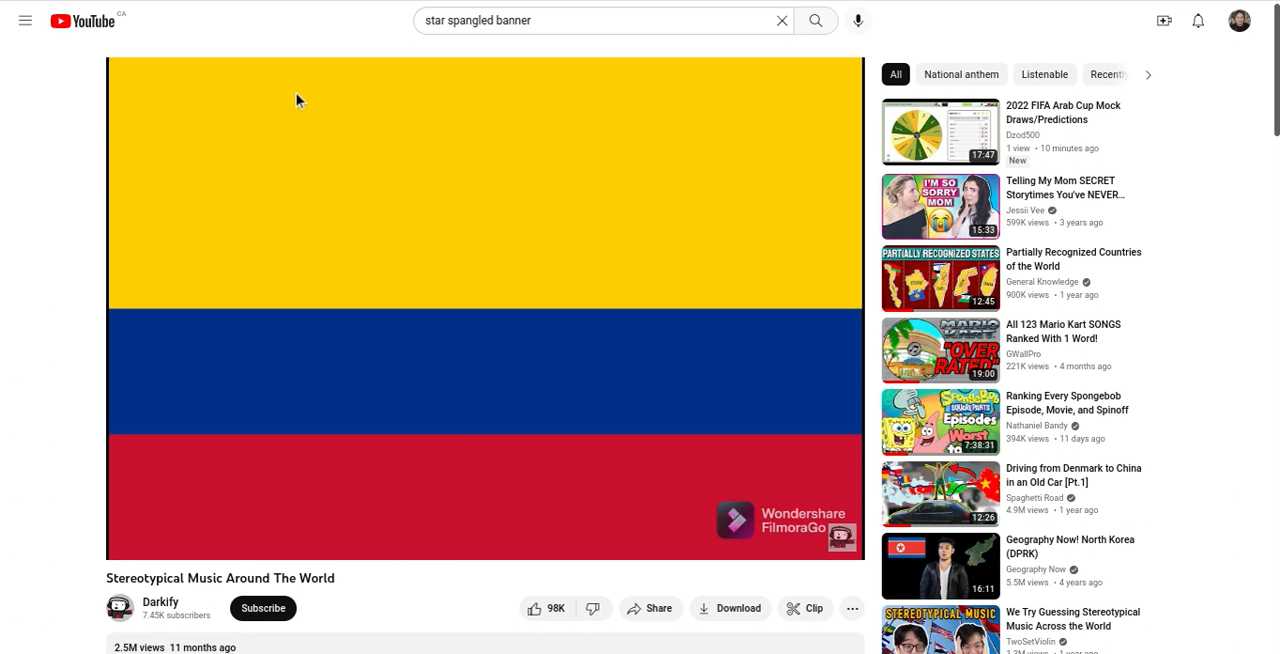 YouTube CA
star spangled banner
Wondershare
FilmoraGo
Stereotypical Music Around The World
Darkify
7.45K subscribers
Subscribe
98K
Share
Download
Clip
2.5M views 11 months ago
All
National anthem
Listenable
Recently
2022 FIFA Arab Cup Mock
Draws/Predictions
Dzod500
1 view • 10 minutes ago
New
17:47
I'M SO
SORRY
MOM
15:33
Telling My Mom SECRET
Storytimes You've NEVER...
Jessii Vee
599K views • 3 years ago
PARTIALLY RECOGNIZED STATES
12:45
Partially Recognized Countries
of the World
General Knowledge
900K views • 1 year ago
MARIO
KART
"OVER
RATED"
19:00
All 123 Mario Kart SONGS
Ranked With 1 Word!
GWallPro
221K views • 4 months ago
SPONGEBOB
SQUAREPANTS
Episodes
Worst
7:38:31
Ranking Every Spongebob
Episode, Movie, and Spinoff
Nathaniel Bandy
394K views • 11 days ago
12:26
Driving from Denmark to China
in an Old Car [Pt.1]
Spaghetti Road
4.9M views • 1 year ago
16:11
Geography Now! North Korea
(DPRK)
Geography Now
5.5M views • 4 years ago
STEREOTYPICAL MUSIC
We Try Guessing Stereotypical
Music Across the World
TwoSetViolin